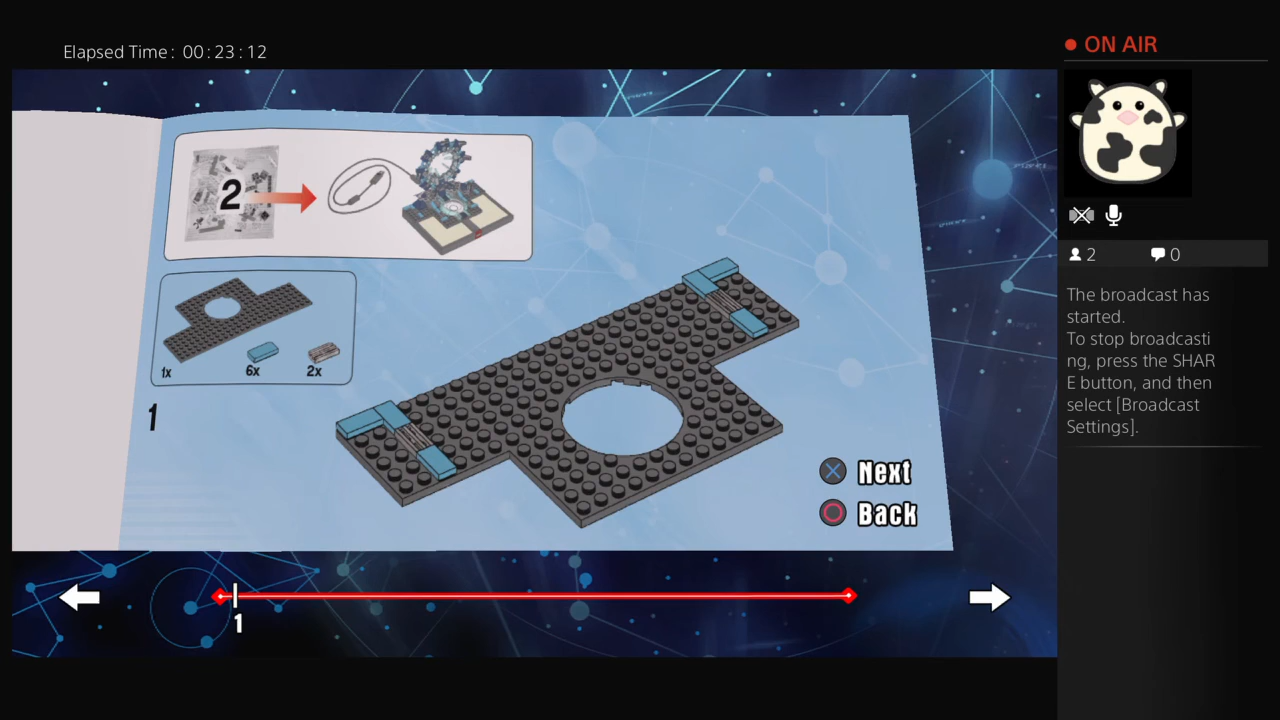 Elapsed Time: 00:23:12
ON AIR
2
0
The broadcast has
started.
To stop broadcasti
ng, press the SHAR
E button, and then
select [Broadcast
Settings].
2
1x
6x
2x
1
Next
Back
1